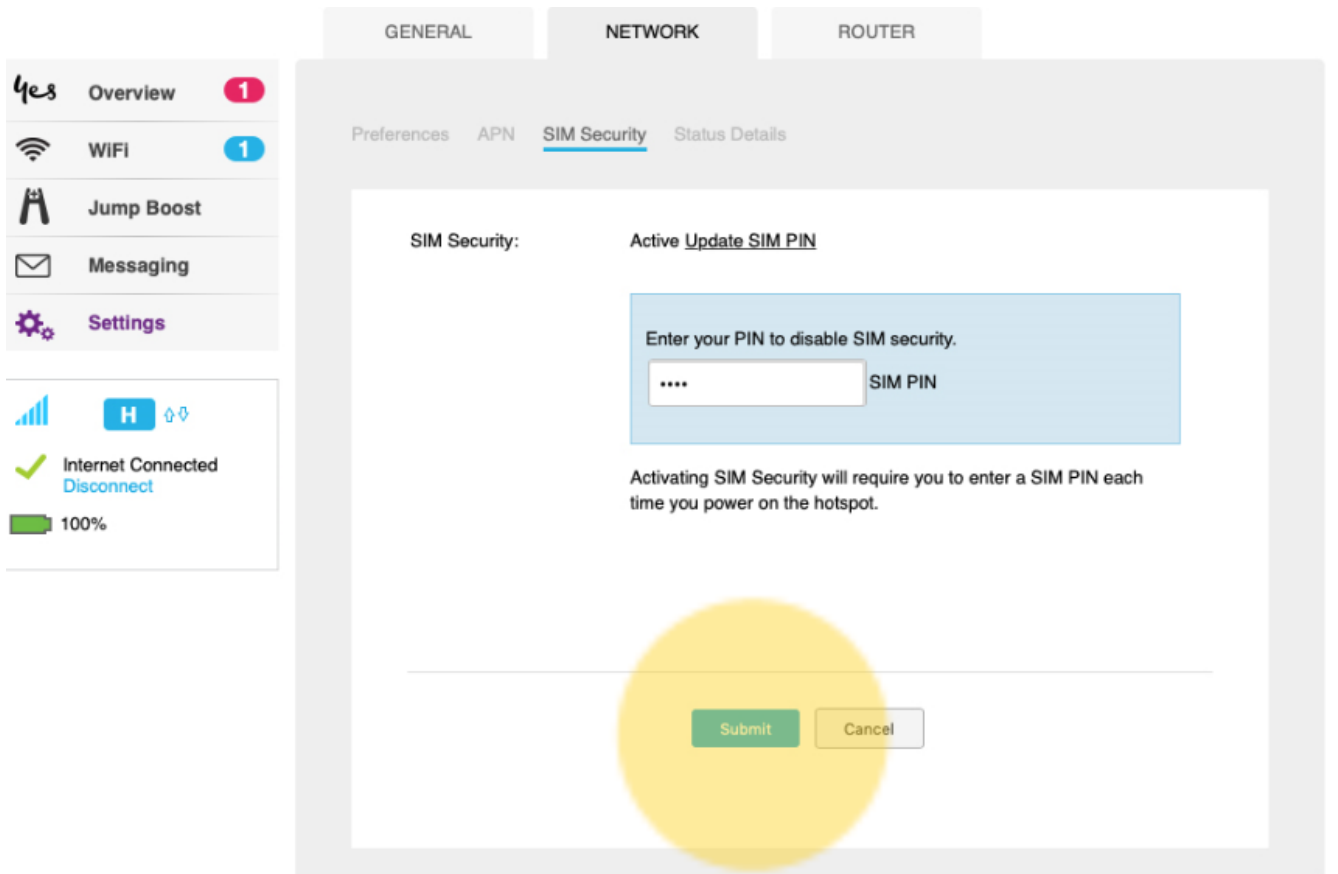 GENERAL NETWORK ROUTER
yes Overview 1
WiFi 1
Jump Boost
Messaging
Settings
H
Internet Connected
Disconnect
100%
Preferences APN SIM Security Status Details
SIM Security: Active Update SIM PIN
Enter your PIN to disable SIM security.
•••• SIM PIN
Activating SIM Security will require you to enter a SIM PIN each
time you power on the hotspot.
Submit Cancel